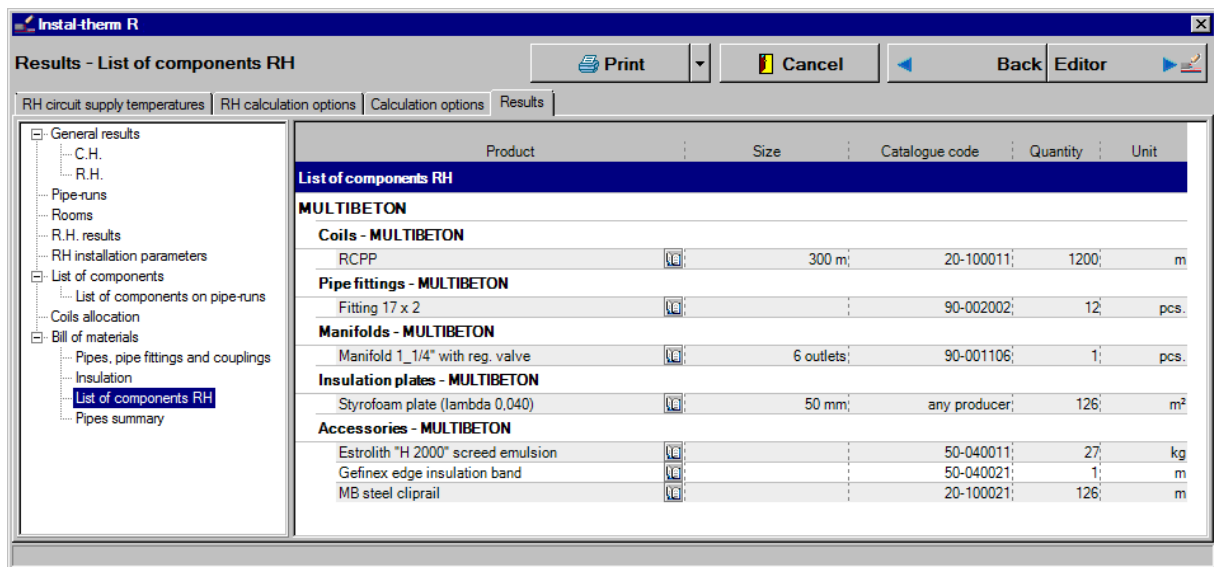 Instal-therm R
Results - List of components RH
Print
Cancel
Back
Editor
RH circuit supply temperatures
RH calculation options
Calculation options
Results
General results
C.H.
R.H.
Pipe-runs
Rooms
R.H. results
RH installation parameters
List of components
List of components on pipe-runs
Coils allocation
Bill of materials
Pipes, pipe fittings and couplings
Insulation
List of components RH
Pipes summary
Product Size Catalogue code Quantity Unit
List of components RH
MULTIBETON
Coils - MULTIBETON
RCPP 300 m 20-100011 1200 m
Pipe fittings - MULTIBETON
Fitting 17 x 2 90-002002 12 pcs.
Manifolds - MULTIBETON
Manifold 1_1/4" with reg. valve 6 outlets 90-001106 1 pcs.
Insulation plates - MULTIBETON
Styrofoam plate (lambda 0,040) 50 mm any producer 126 m²
Accessories - MULTIBETON
Estrolith "H 2000" screed emulsion 50-040011 27 kg
Gefinex edge insulation band 50-040021 1 m
MB steel cliprail 20-100021 126 m